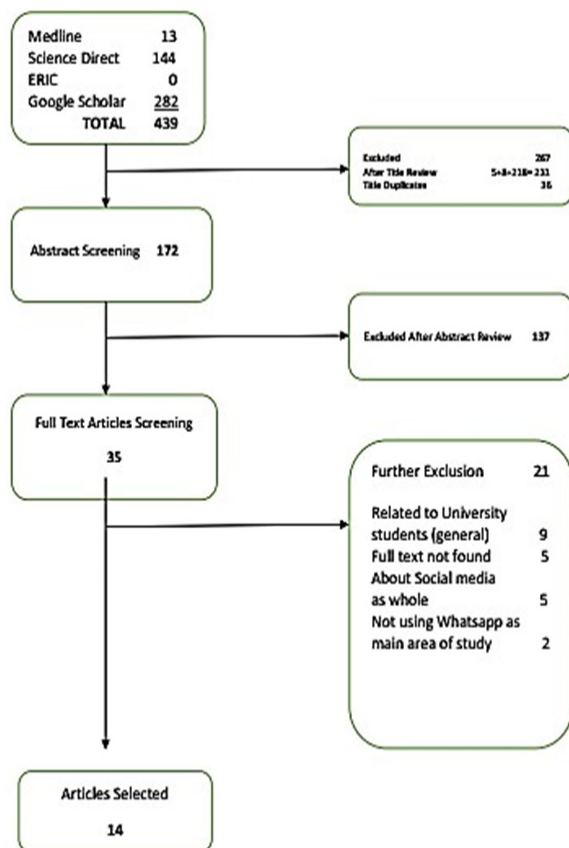 Medline 13
Science Direct 144
ERIC 0
Google Scholar 282
TOTAL 439
Excluded 267
After Title Review 5+8+218= 231
Title Duplicates 36
Abstract Screening 172
Excluded After Abstract Review 137
Full Text Articles Screening
35
Further Exclusion 21
Related to University
students (general) 9
Full text not found 5
About Social media
as whole 5
Not using Whatsapp as
main area of study 2
Articles Selected
14